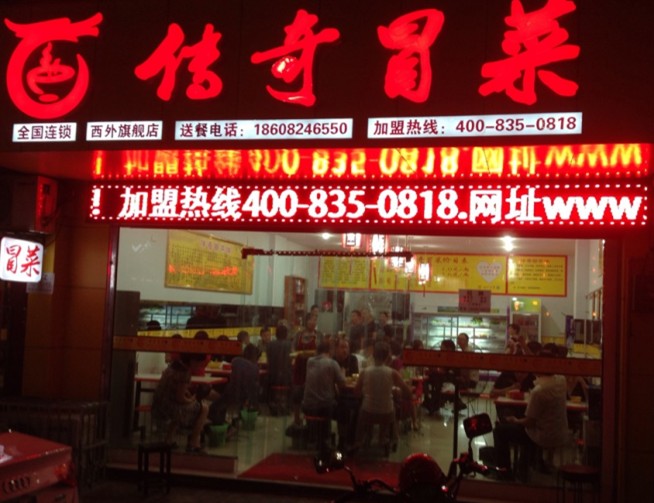 传奇冒菜
全国连锁 西外旗舰店 送餐电话：18608246550 加盟热线：400-835-0818
！加盟热线400-835-0818.网址www
冒菜